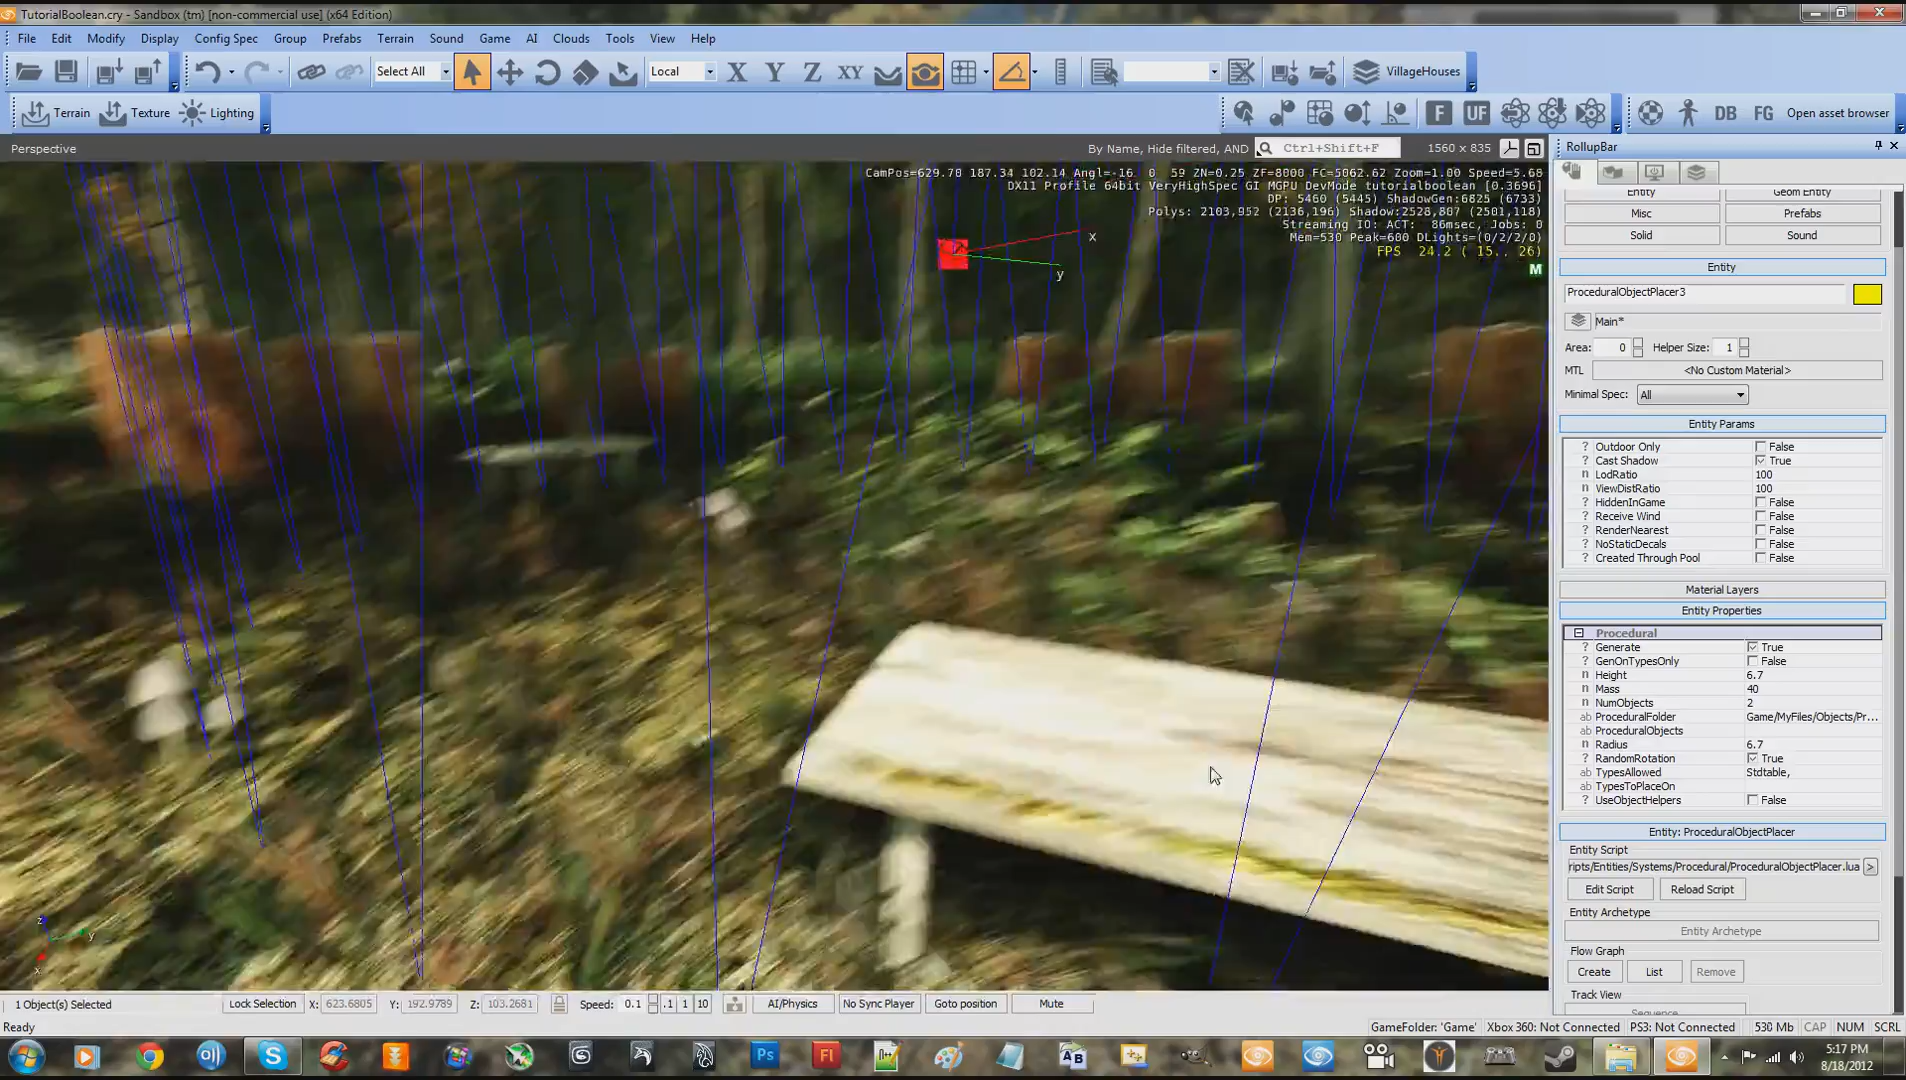 TutorialBoolean.cry - Sandbox (tm) [non-commercial use] (x64 Edition)
File Edit Modify Display Config Spec Group Prefabs Terrain Sound Game AI Clouds Tools View Help
Select All Local X Y Z XY VillageHouses
Terrain Texture Lighting F UF DB FG Open asset browser
Perspective By Name, Hide filtered, AND Ctrl+Shift+F 1560 x 835
CamPos=629.70 187.34 102.14 Angl=-16 0 59 ZN=0.25 ZF=8000 FC=5062.62 Zoom=1.00 Speed=5.60
DX11 Profile 64bit VeryHighSpec GI MGPU DevMode tutorialboolean [0.3696]
DP: 5460 (5445) ShadowGen:6825 (6733)
Polys: 2103,952 (2136,196) Shadow:2528,807 (2501,118)
Streaming IO: ACT: 86msec, Jobs: 0
Mem=530 Peak=600 DLights=(0/2/2/0)
FPS 24.2 ( 15.. 26)
M
x
y
RollupBar
Entity Geom Entity
Misc Prefabs
Solid Sound
Entity
ProceduralObjectPlacer3
Main*
Area: 0 Helper Size: 1
MTL <No Custom Material>
Minimal Spec: All
Entity Params
? Outdoor Only False
? Cast Shadow True
n LodRatio 100
n ViewDistRatio 100
? HiddenInGame False
? Receive Wind False
? RenderNearest False
? NoStaticDecals False
? Created Through Pool False
Material Layers
Entity Properties
Procedural
? Generate True
? GenOnTypesOnly False
n Height 6.7
n Mass 40
n NumObjects 2
ab ProceduralFolder Game/MyFiles/Objects/Pr...
ab ProceduralObjects
n Radius 6.7
? RandomRotation True
ab TypesAllowed Stdtable,
ab TypesToPlaceOn
? UseObjectHelpers False
Entity: ProceduralObjectPlacer
Entity Script
ripts/Entities/Systems/Procedural/ProceduralObjectPlacer.lua >
Edit Script Reload Script
Entity Archetype
Entity Archetype
Flow Graph
Create List Remove
Track View
Sequence
z
y
x
1 Object(s) Selected Lock Selection X: 623.6805 Y: 192.9789 Z: 103.2681 Speed: 0.1 .1 1 10 AI/Physics No Sync Player Goto position Mute
Ready GameFolder: 'Game' Xbox 360: Not Connected PS3: Not Connected 530 Mb CAP NUM SCRL
Ps Fl AB
5:17 PM
8/18/2012